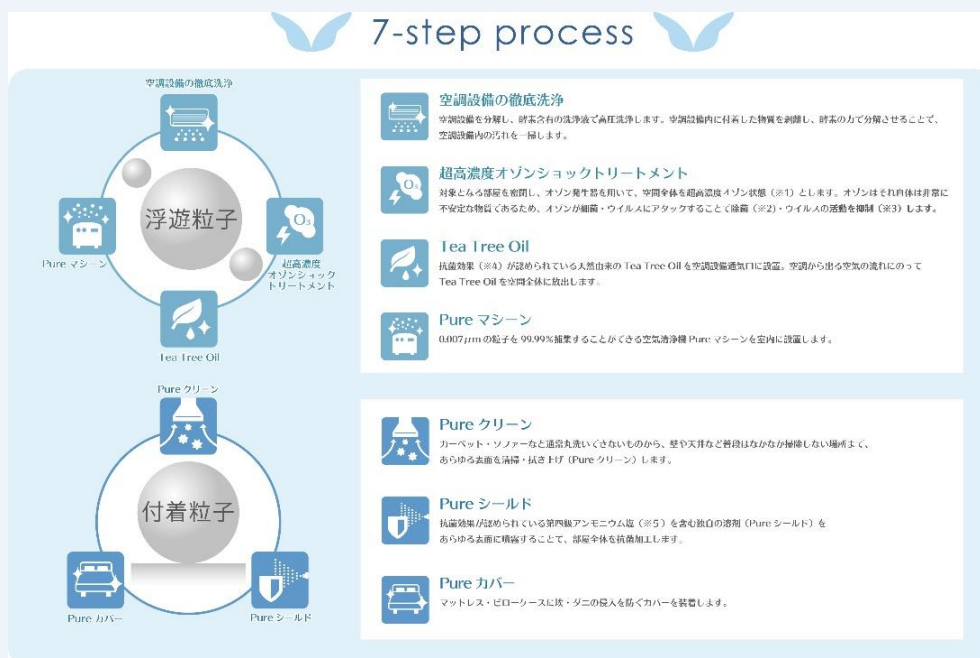 7-step process
空調設備の徹底洗浄
浮遊粒子
Pure マシーン
O₃
超高濃度
オゾンショック
トリートメント
Tea Tree Oil
空調設備の徹底洗浄
空調設備を分解し、酵素含有の洗浄液で高圧洗浄します。空調設備内に付着した物質を剥離し、酵素の力で分解させることで、
空調設備内の汚れを一掃します。
O₃
超高濃度オゾンショックトリートメント
対象となる部屋を密閉し、オゾン発生器を用いて、空間全体を超高濃度オゾン状態（※1）とします。オゾンはそれ自体は非常に
不安定な物質であるため、オゾンが細菌・ウイルスにアタックすることで除菌（※2）・ウイルスの活動を抑制（※3）します。
Tea Tree Oil
抗菌効果（※4）が認められている天然由来の Tea Tree Oil を空調設備通気口に設置。空調から出る空気の流れにのって
Tea Tree Oil を空間全体に放出します。
Pure マシーン
0.007μmの粒子を 99.99%捕集することができる空気清浄機 Pure マシーンを室内に設置します。
Pure クリーン
付着粒子
Pure カバー
Pure シールド
Pure クリーン
カーペット・ソファーなど通常丸洗いできないものから、壁や天井など普段はなかなか掃除しない場所まで、
あらゆる表面を清掃・拭き上げ（Pure クリーン）します。
Pure シールド
抗菌効果が認められている第四級アンモニウム塩（※5）を含む独自の溶剤（Pure シールド）を
あらゆる表面に噴霧することで、部屋全体を抗菌加工します。
Pure カバー
マットレス・ピローケースに埃・ダニの侵入を防ぐカバーを装着します。